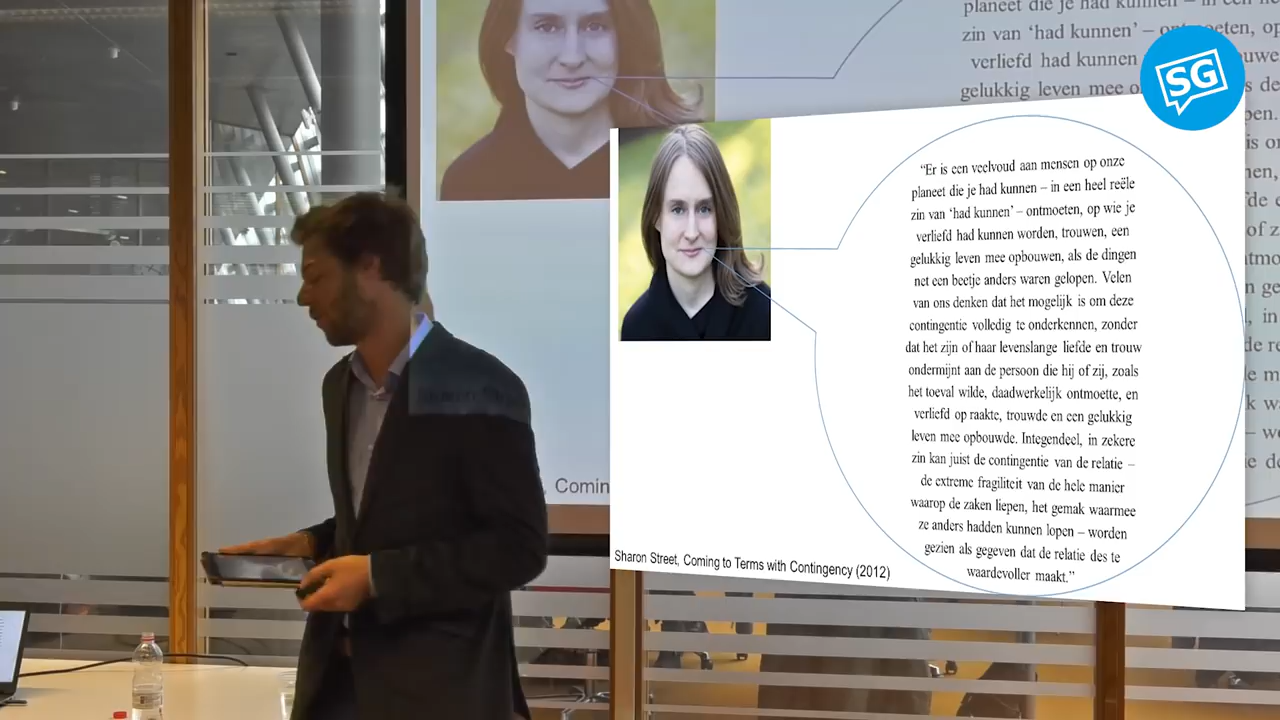 SG
planeet die je had kunnen – in een
zin van ‘had kunnen’ –
verliefd had kunnen
gelukkig leven mee
“Er is een veelvoud aan mensen op onze
planeet die je had kunnen – in een heel reële
zin van ‘had kunnen’ – ontmoeten, op wie je
verliefd had kunnen worden, trouwen, een
gelukkig leven mee opbouwen, als de dingen
net een beetje anders waren gelopen. Velen
van ons denken dat het mogelijk is om deze
contingentie volledig te onderkennen, zonder
dat het zijn of haar levenslange liefde en trouw
ondermijnt aan de persoon die hij of zij, zoals
het toeval wilde, daadwerkelijk ontmoette, en
verliefd op raakte, trouwde en een gelukkig
leven mee opbouwde. Integendeel, in zekere
zin kan juist de contingentie van de relatie –
de extreme fragiliteit van de hele manier
waarop de zaken liepen, het gemak waarmee
ze anders hadden kunnen lopen – worden
gezien als gegeven dat de relatie des te
waardevoller maakt.”
Sharon Street, Coming to Terms with Contingency (2012)